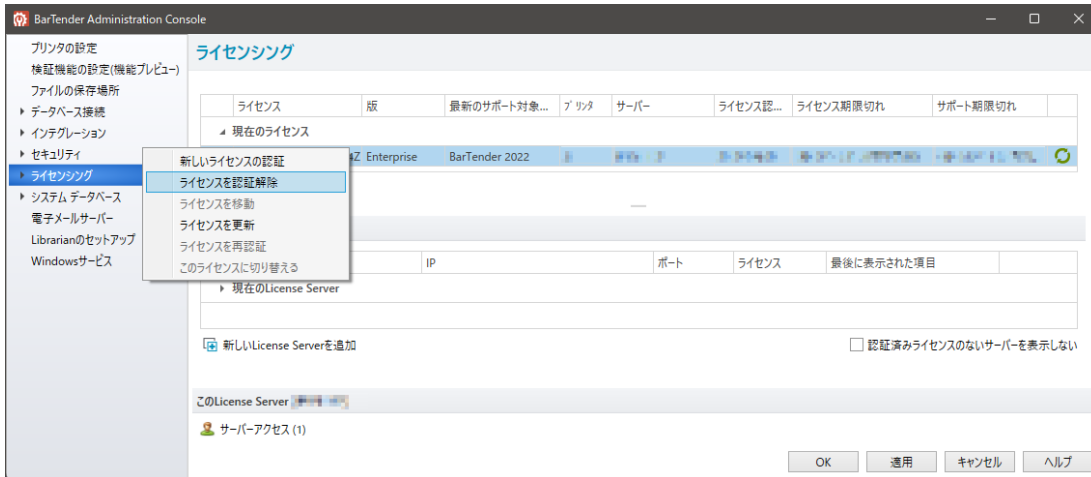 BarTender Administration Console
プリンタの設定
検証機能の設定(機能プレビュー)
ファイルの保存場所
データベース接続
インテグレーション
セキュリティ
ライセンシング
システム データベース
電子メールサーバー
Librarianのセットアップ
Windowsサービス
新しいライセンスの認証
ライセンスを認証解除
ライセンスを移動
ライセンスを更新
ライセンスを再認証
このライセンスに切り替える
ライセンシング
ライセンス 版 最新のサポート対象... プリンタ サーバー ライセンス認... ライセンス期限切れ サポート期限切れ
現在のライセンス
4Z Enterprise BarTender 2022
IP ポート ライセンス 最後に表示された項目
現在のLicense Server
新しいLicense Serverを追加
認証済みライセンスのないサーバーを表示しない
このLicense Server
サーバーアクセス (1)
OK 適用 キャンセル ヘルプ